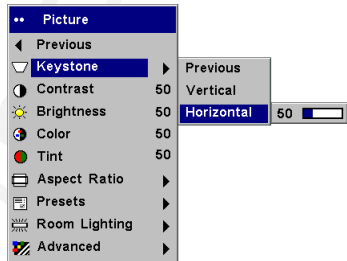 Picture
Previous
Keystone
Previous
Contrast 50
Vertical
Brightness 50
Horizontal 50
Color 50
Tint 50
Aspect Ratio
Presets
Room Lighting
Advanced